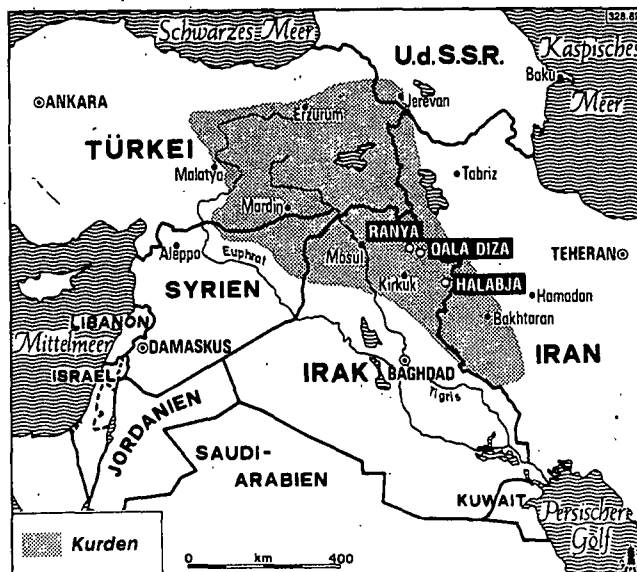 328.8
Schwarzes Meer
U.d.S.S.R.
Kaspisches
Meer
Baku
ANKARA
Erzurum
Jerevan
TÜRKEI
Malatya
Tabriz
Mardin
RANYA
QALA DIZA
TEHERAN
Aleppo
Euphrat
Mosul
Kirkuk
HALABJA
Hamadan
SYRIEN
Bakhtaran
LIBANON
Mittelmeer
DAMASKUS
IRAK
BAGHDAD
IRAN
ISRAEL
Tigris
JORDANIEN
SAUDI-
ARABIEN
KUWAIT
Persischer
Golf
Kurden
0 km 400